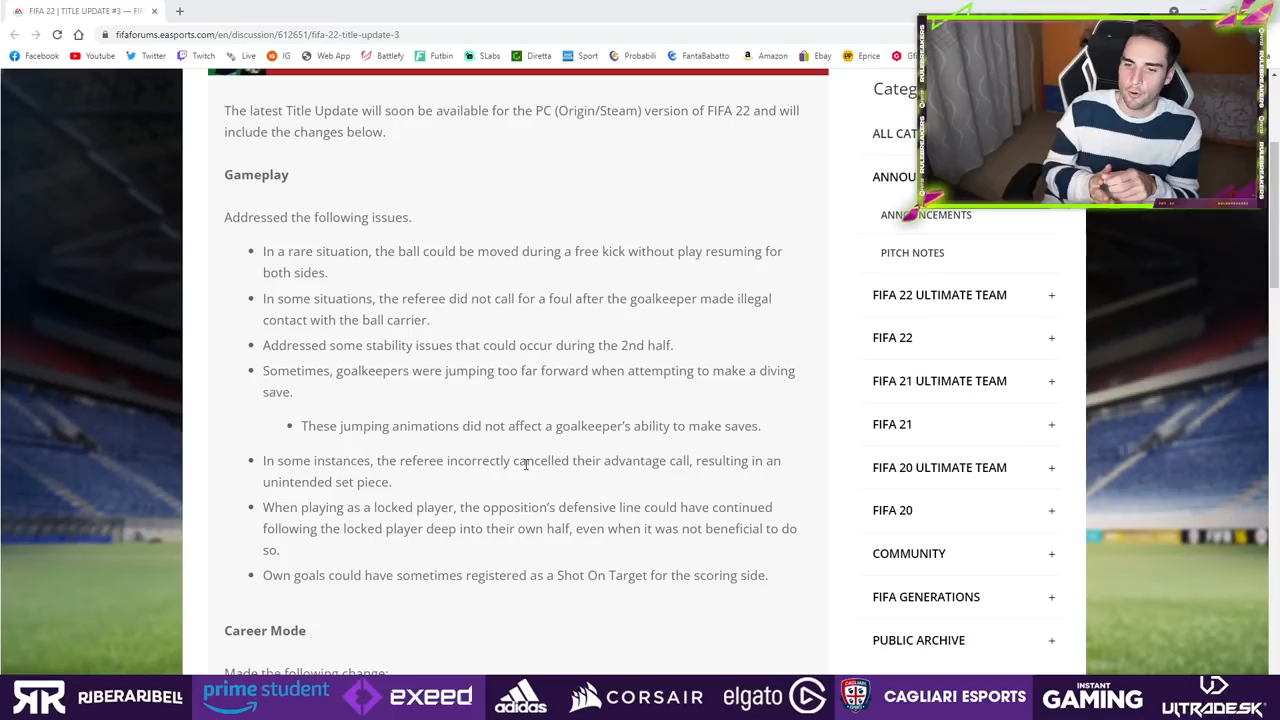 FIFA 22 | TITLE UPDATE #3 — FI
fifaforums.easports.com/en/discussion/612651/fifa-22-title-update-3
Facebook Youtube Twitter Twitch Live IG Web App Battlefy Futbin SLabs Diretta Sport Probabili FantaBabatto Amazon Ebay Eprice
The latest Title Update will soon be available for the PC (Origin/Steam) version of FIFA 22 and will
include the changes below.
Gameplay
Addressed the following issues.
In a rare situation, the ball could be moved during a free kick without play resuming for
both sides.
In some situations, the referee did not call for a foul after the goalkeeper made illegal
contact with the ball carrier.
Addressed some stability issues that could occur during the 2nd half.
Sometimes, goalkeepers were jumping too far forward when attempting to make a diving
save.
These jumping animations did not affect a goalkeeper's ability to make saves.
In some instances, the referee incorrectly cancelled their advantage call, resulting in an
unintended set piece.
When playing as a locked player, the opposition's defensive line could have continued
following the locked player deep into their own half, even when it was not beneficial to do
so.
Own goals could have sometimes registered as a Shot On Target for the scoring side.
Career Mode
Made the following change:
Categ
ALL CAT
ANNOU
ANNOUNCEMENTS
PITCH NOTES
FIFA 22 ULTIMATE TEAM +
FIFA 22 +
FIFA 21 ULTIMATE TEAM +
FIFA 21 +
FIFA 20 ULTIMATE TEAM +
FIFA 20 +
COMMUNITY +
FIFA GENERATIONS +
PUBLIC ARCHIVE +
RULEBREAKERS
RULEBREAKERS
RIBERARIBELL prime student exeed adidas CORSAIR elgato CAGLIARI ESPORTS INSTANT GAMING ULTRADESK